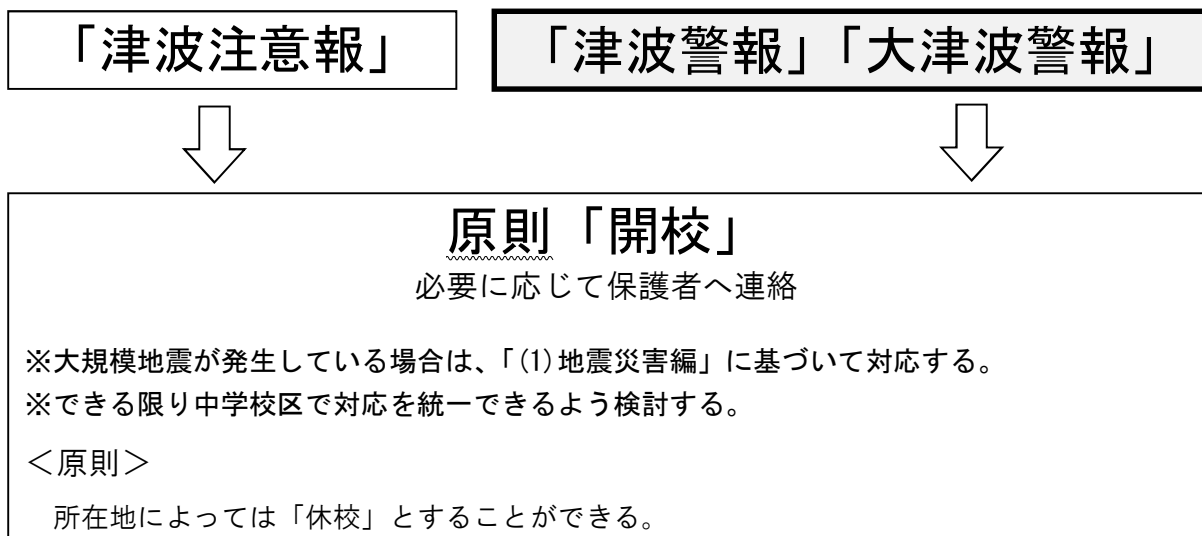 「津波注意報」
「津波警報」「大津波警報」
原則「開校」
必要に応じて保護者へ連絡
※大規模地震が発生している場合は、「(1)地震災害編」に基づいて対応する。
※できる限り中学校区で対応を統一できるよう検討する。
＜原則＞
所在地によっては「休校」とすることができる。